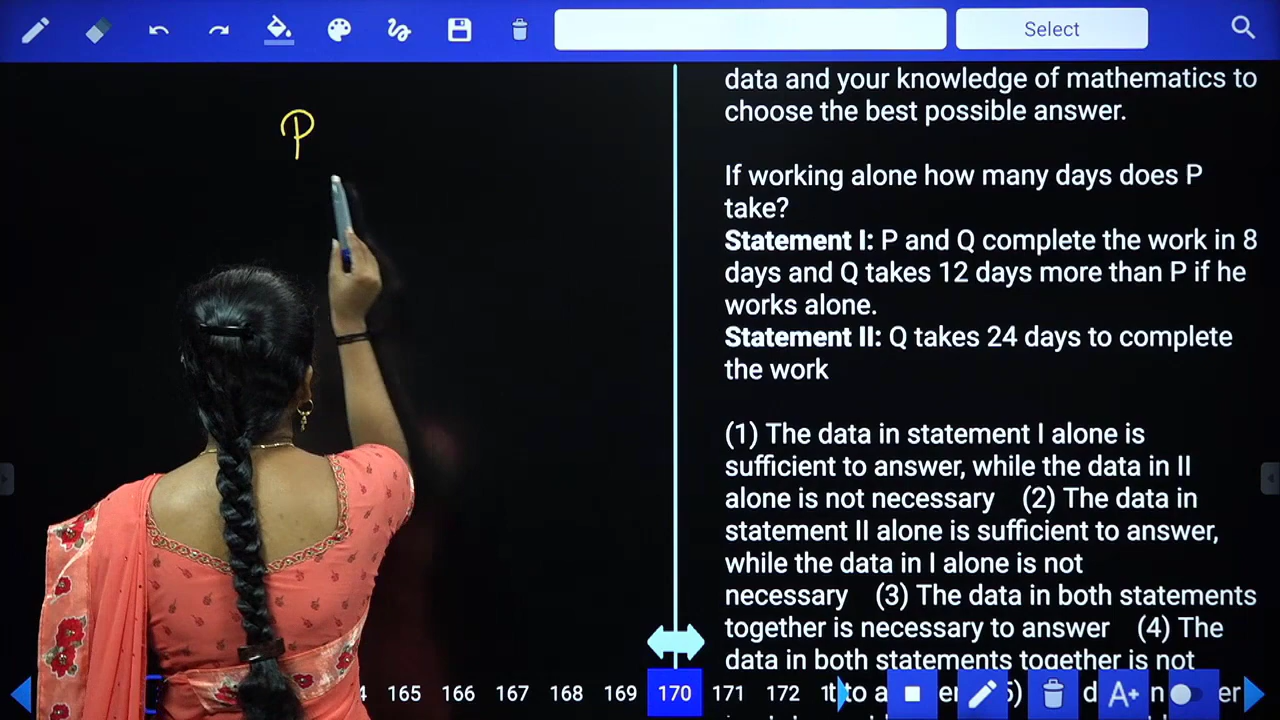 Select
P
data and your knowledge of mathematics to
choose the best possible answer.
If working alone how many days does P
take?
Statement I: P and Q complete the work in 8
days and Q takes 12 days more than P if he
works alone.
Statement II: Q takes 24 days to complete
the work
(1) The data in statement I alone is
sufficient to answer, while the data in II
alone is not necessary (2) The data in
statement II alone is sufficient to answer,
while the data in I alone is not
necessary (3) The data in both statements
together is necessary to answer (4) The
data in both statements together is not
165 166 167 168 169 170 171 172 A+